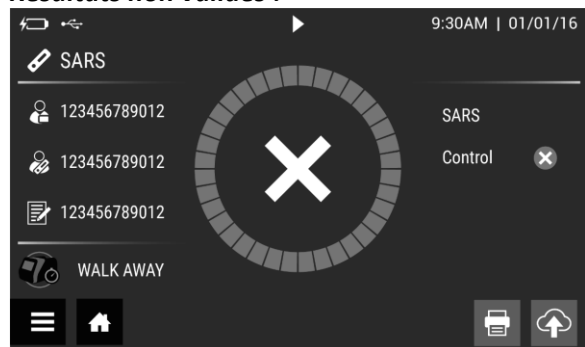 Résultats non valides :
9:30AM | 01/01/16
SARS
123456789012
123456789012
123456789012
WALK AWAY
SARS
Control